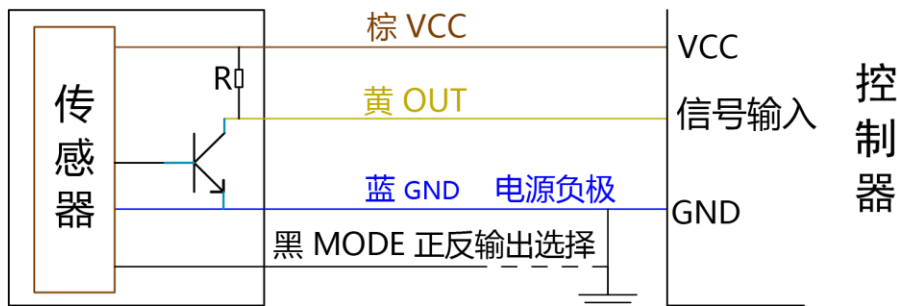 棕 VCC
VCC
R
黄 OUT
信号输入
传感器
控制器
蓝 GND 电源负极
GND
黑 MODE 正反输出选择